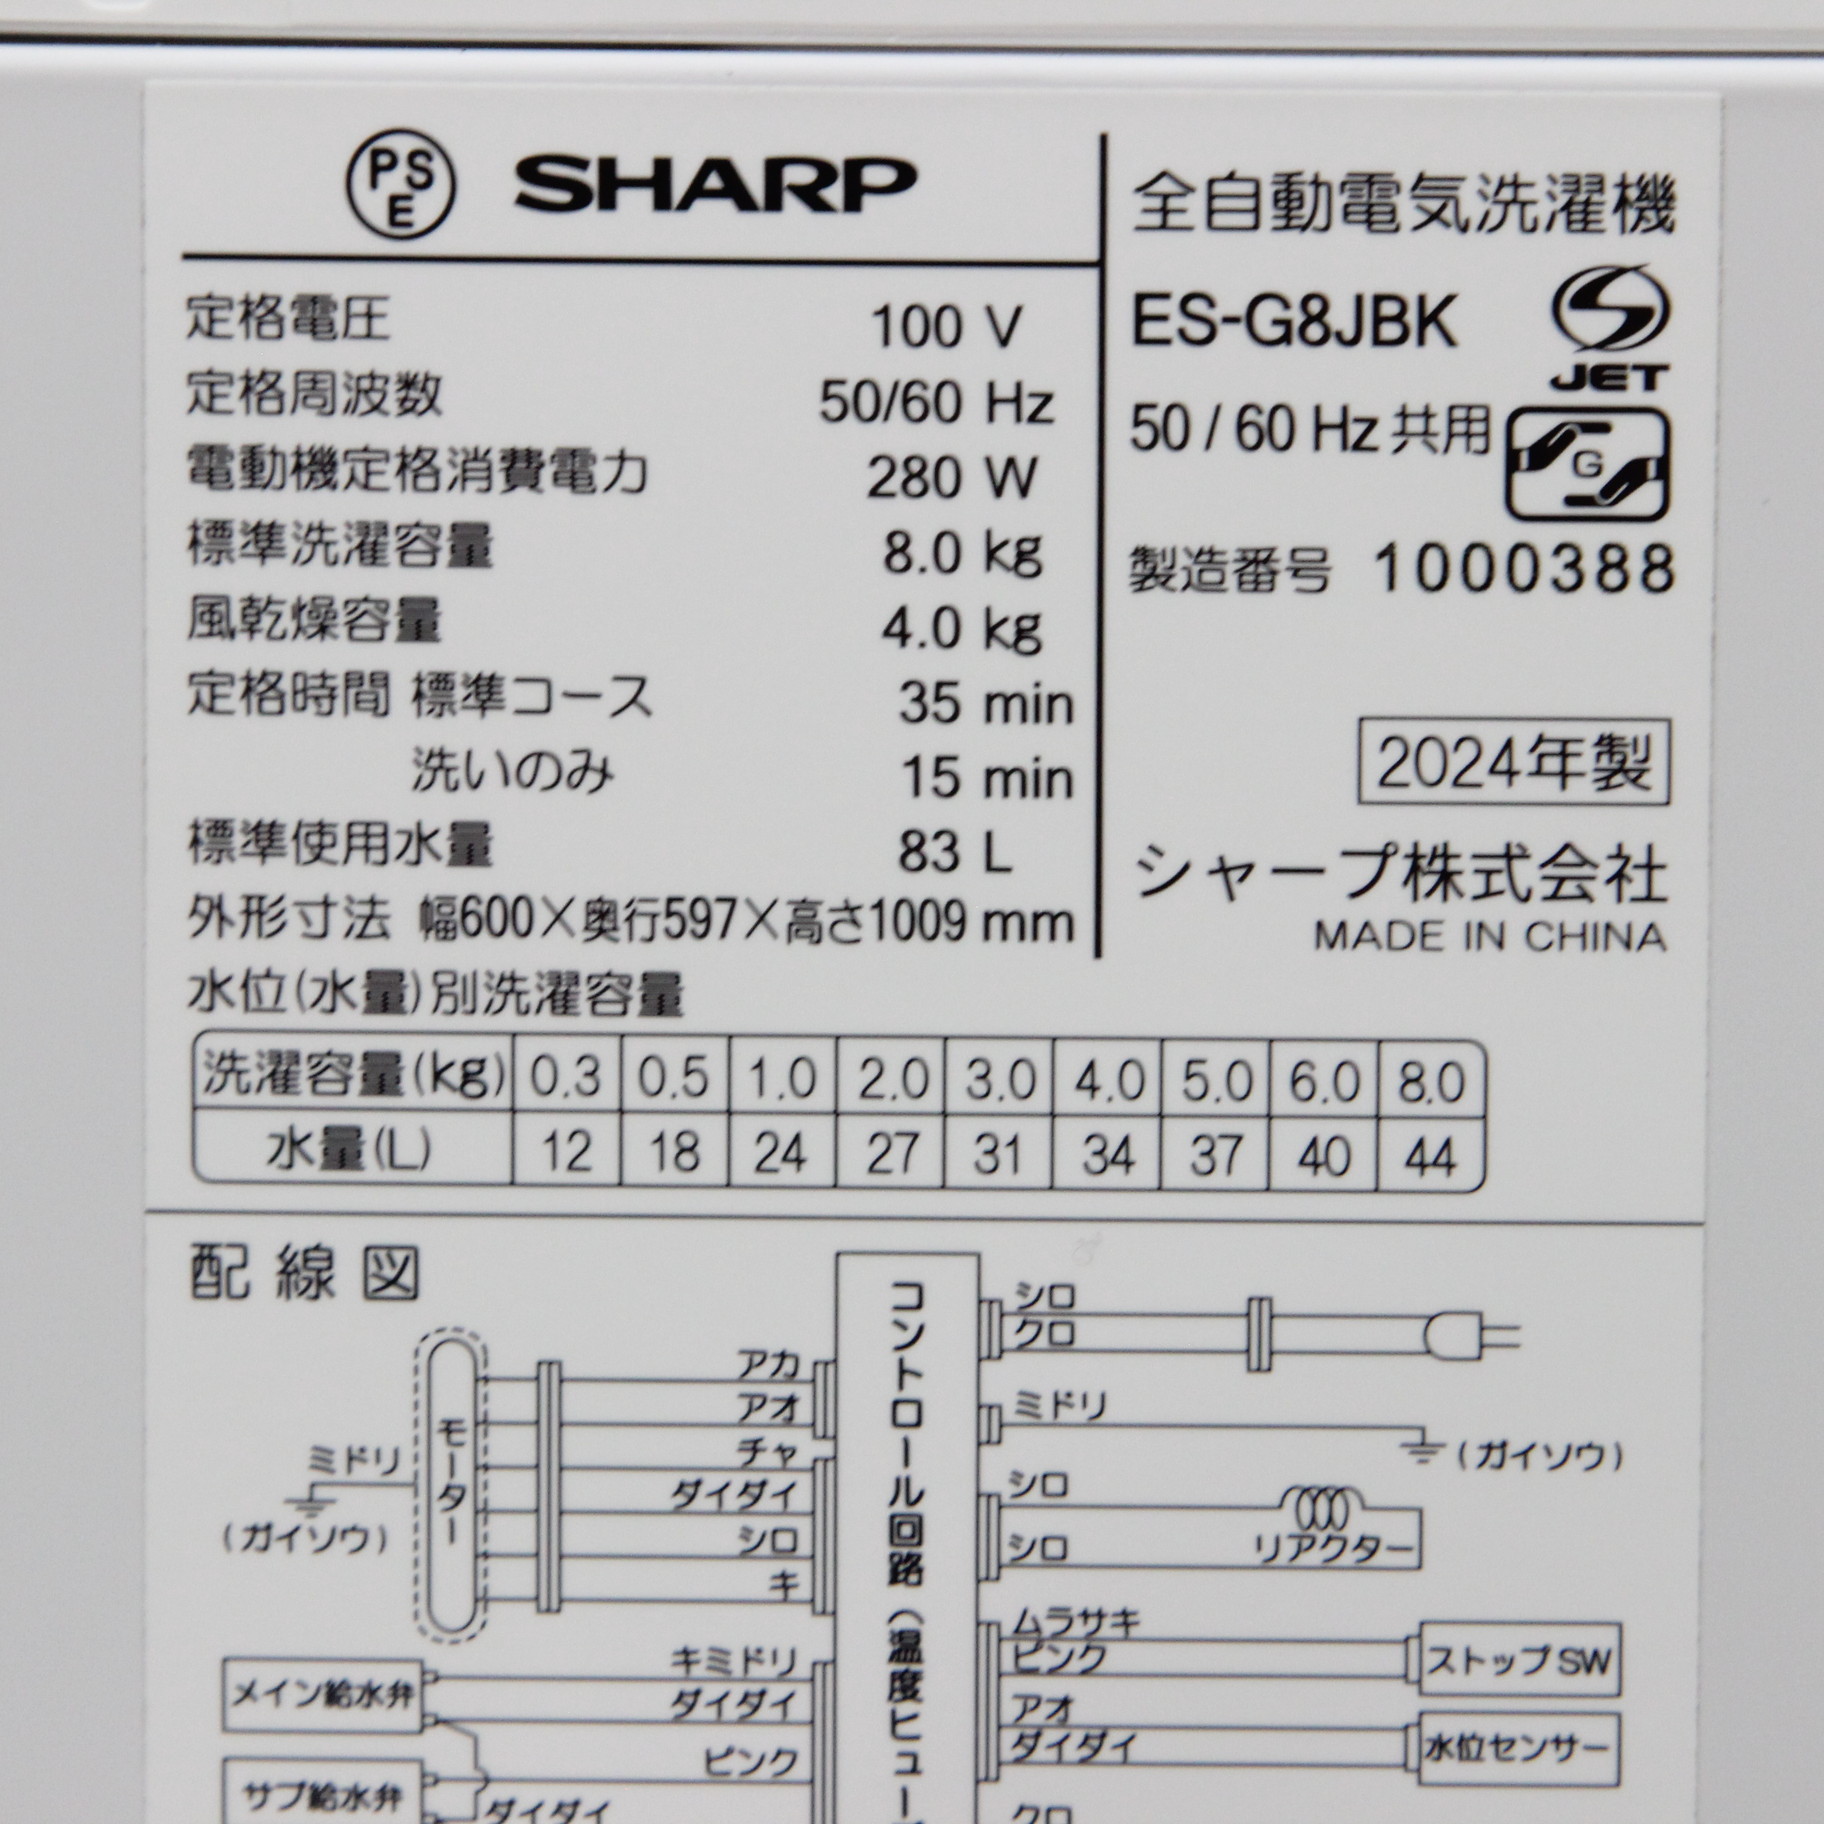 PSE SHARP
定格電圧 100 V
定格周波数 50/60 Hz
電動機定格消費電力 280 W
標準洗濯容量 8.0 kg
風乾燥容量 4.0 kg
定格時間 標準コース 35 min
洗いのみ 15 min
標準使用水量 83 L
外形寸法 幅600×奥行597×高さ1009 mm
全自動電気洗濯機
ES-G8JBK
JET
50 / 60 Hz 共用
G
製造番号 1000388
2024年製
シャープ株式会社
MADE IN CHINA
水位(水量)別洗濯容量
洗濯容量(kg) 0.3 0.5 1.0 2.0 3.0 4.0 5.0 6.0 8.0
水量(L) 12 18 24 27 31 34 37 40 44
配線図
モーター
ミドリ
(ガイソウ)
アカ
アオ
チャ
ダイダイ
シロ
キ
メイン給水弁
キミドリ
ダイダイ
サブ給水弁
ピンク
ダイダイ
コントロール回路(温度ヒュー
シロ
クロ
ミドリ
(ガイソウ)
シロ
シロ
リアクター
ムラサキ
ピンク
ストップSW
アオ
ダイダイ
水位センサー
クロ